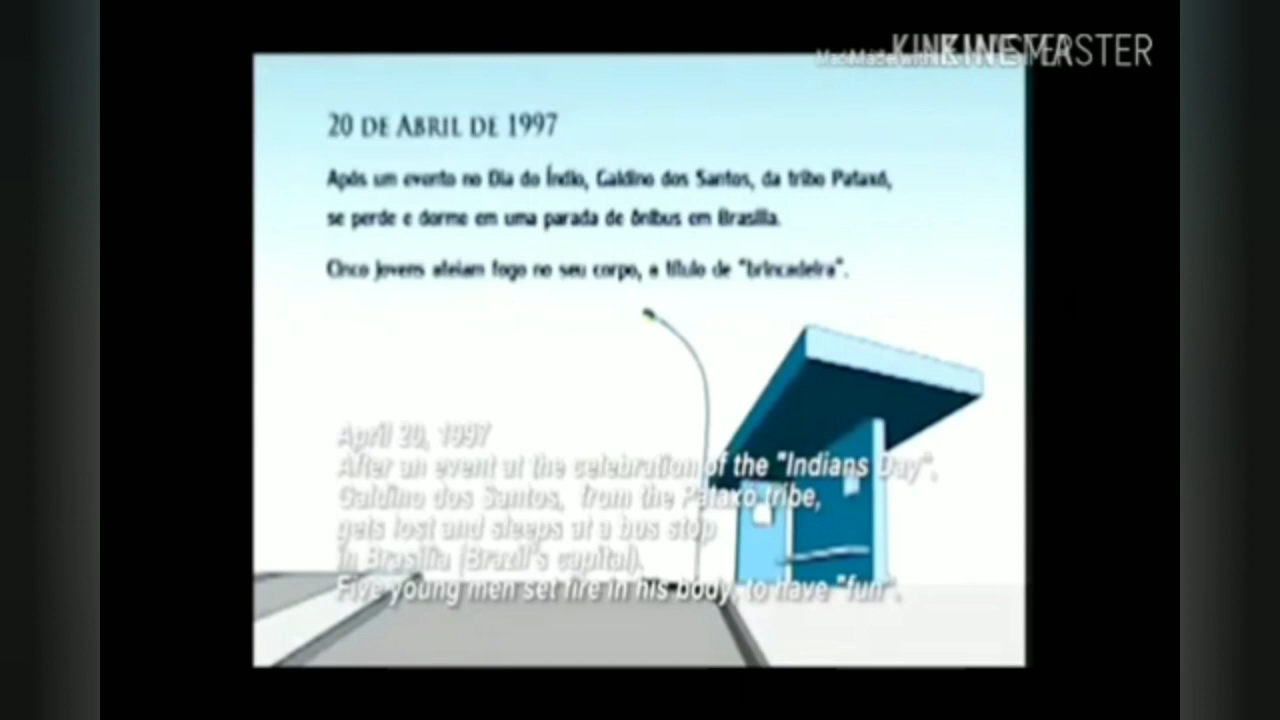 KINEMASTER
20 DE ABRIL DE 1997
Após um evento no Dia do Índio, Galdino dos Santos, da tribo Pataxó,
se perde e dorme em uma parada de ônibus em Brasília.
Cinco jovens ateiam fogo no seu corpo, a título de "brincadeira".
April 20, 1997
After an event at the celebration of the "Indians Day".
Galdino dos Santos, from the Pataxo tribe,
gets lost and sleeps at a bus stop
in Brasilia (Brazil's capital).
Five young men set fire in his body, to have "fun".